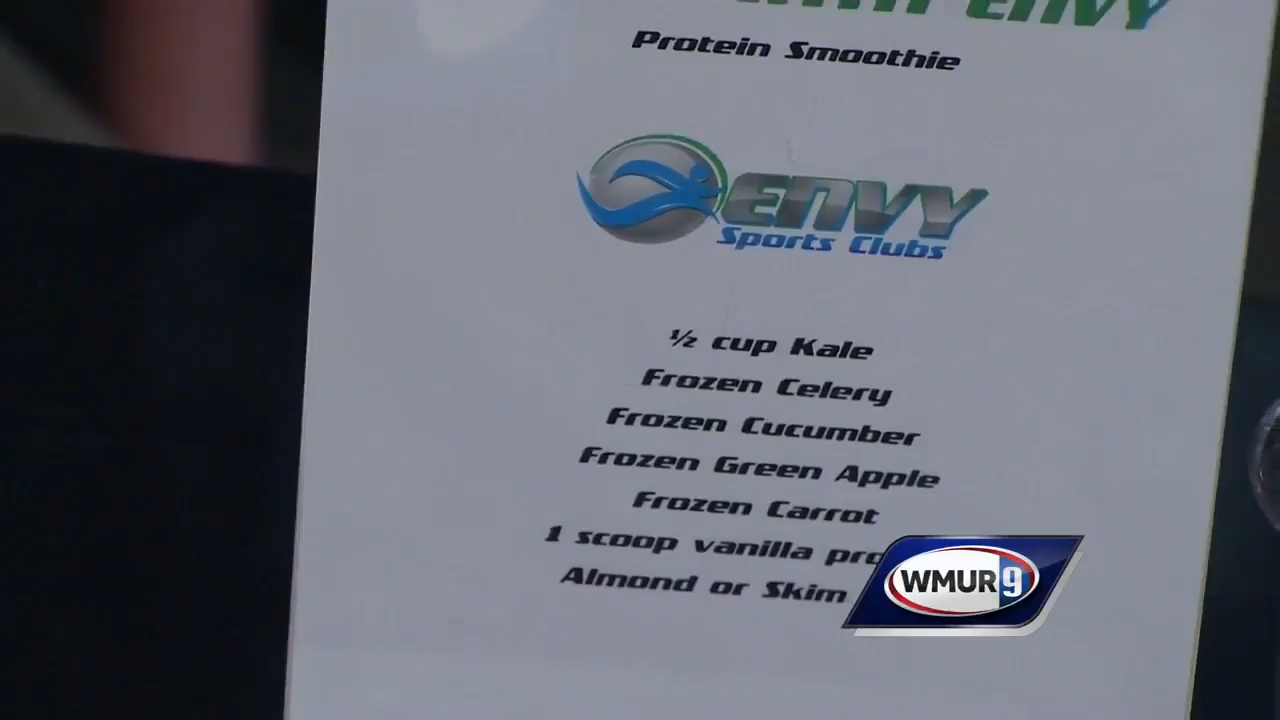 ENVY
Protein Smoothie
ENVY
Sports Clubs
½ cup Kale
Frozen Celery
Frozen Cucumber
Frozen Green Apple
Frozen Carrot
1 scoop vanilla
Almond or Skim
WMUR9